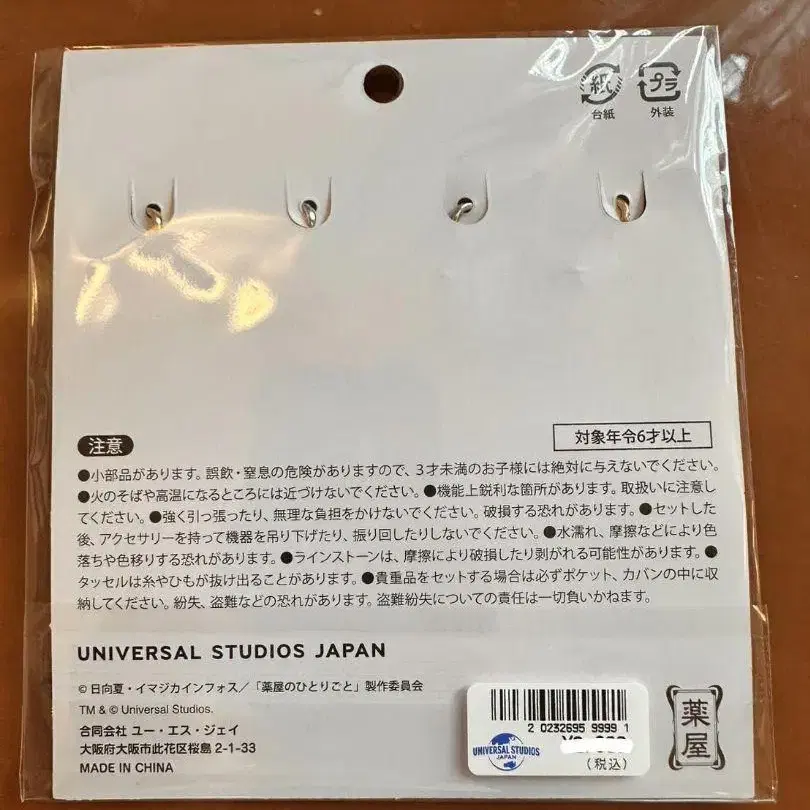 紙
台紙
プラ
外装
注意
対象年令6才以上
●小部品があります。誤飲・窒息の危険がありますので、3才未満のお子様には絶対に与えないでください。
●火のそばや高温になるところには近づけないでください。●機能上鋭利な箇所があります。取扱いに注意し
てください。●強く引っ張ったり、無理な負担をかけないでください。破損する恐れがあります。●セットした
後、アクセサリーを持って機器を吊り下げたり、振り回したりしないでください。●水濡れ、摩擦などにより色
落ちや色移りする恐れがあります。●ラインストーンは、摩擦により破損したり剥がれる可能性があります。●
タッセルは糸やひもが抜け出ることがあります。●貴重品をセットする場合は必ずポケット、カバンの中に収
納してください。紛失、盗難などの恐れがあります。盗難紛失についての責任は一切負いかねます。
UNIVERSAL STUDIOS JAPAN
© 日向夏・イマジカインフォス/「薬屋のひとりごと」製作委員会
TM & © Universal Studios.
合同会社 ユー・エス・ジェイ
大阪府大阪市此花区桜島 2-1-33
MADE IN CHINA
2 0232695 9999 1
UNIVERSAL STUDIOS
JAPAN
(税込)
薬屋